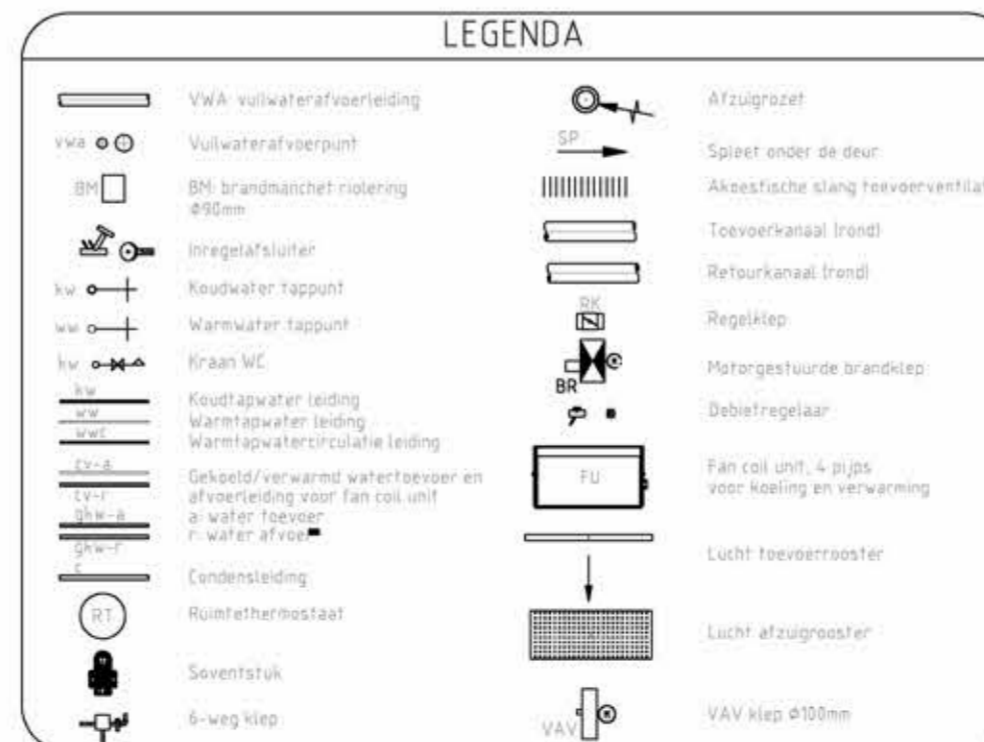 LEGENDA
VWA: vuilwaterafvoerleiding
vwa
Vuilwaterafvoerpunt
BM
BM: brandmanchet riolering
Φ90mm
Inregelafsluiter
kw
Koudwater tappunt
ww
Warmwater tappunt
kw
Kraan WC
kw
Koudtapwater leiding
ww
Warmtapwater leiding
wwc
Warmtapwatercirculatie leiding
cv-a
Gekoeld/verwarmd watertoevoer en
cv-r
afvoerleiding voor fan coil unit
gkw-a
a: water toevoer
r: water afvoer
gkw-r
c
Condensleiding
RT
Ruimtethermostaat
Soventstuk
6-weg klep
Afzuigrozet
SP
Spleet onder de deur
Akoestische slang toevoerventilat
Toevoerkanaal (rond)
Retourkanaal (rond)
RK
Regelklep
Motorgestuurde brandklep
BR
Debietregelaar
FU
Fan coil unit, 4 pijps
voor koeling en verwarming
Lucht toevoerrooster
Lucht afzuigrooster
VAV
VAV klep Φ100mm